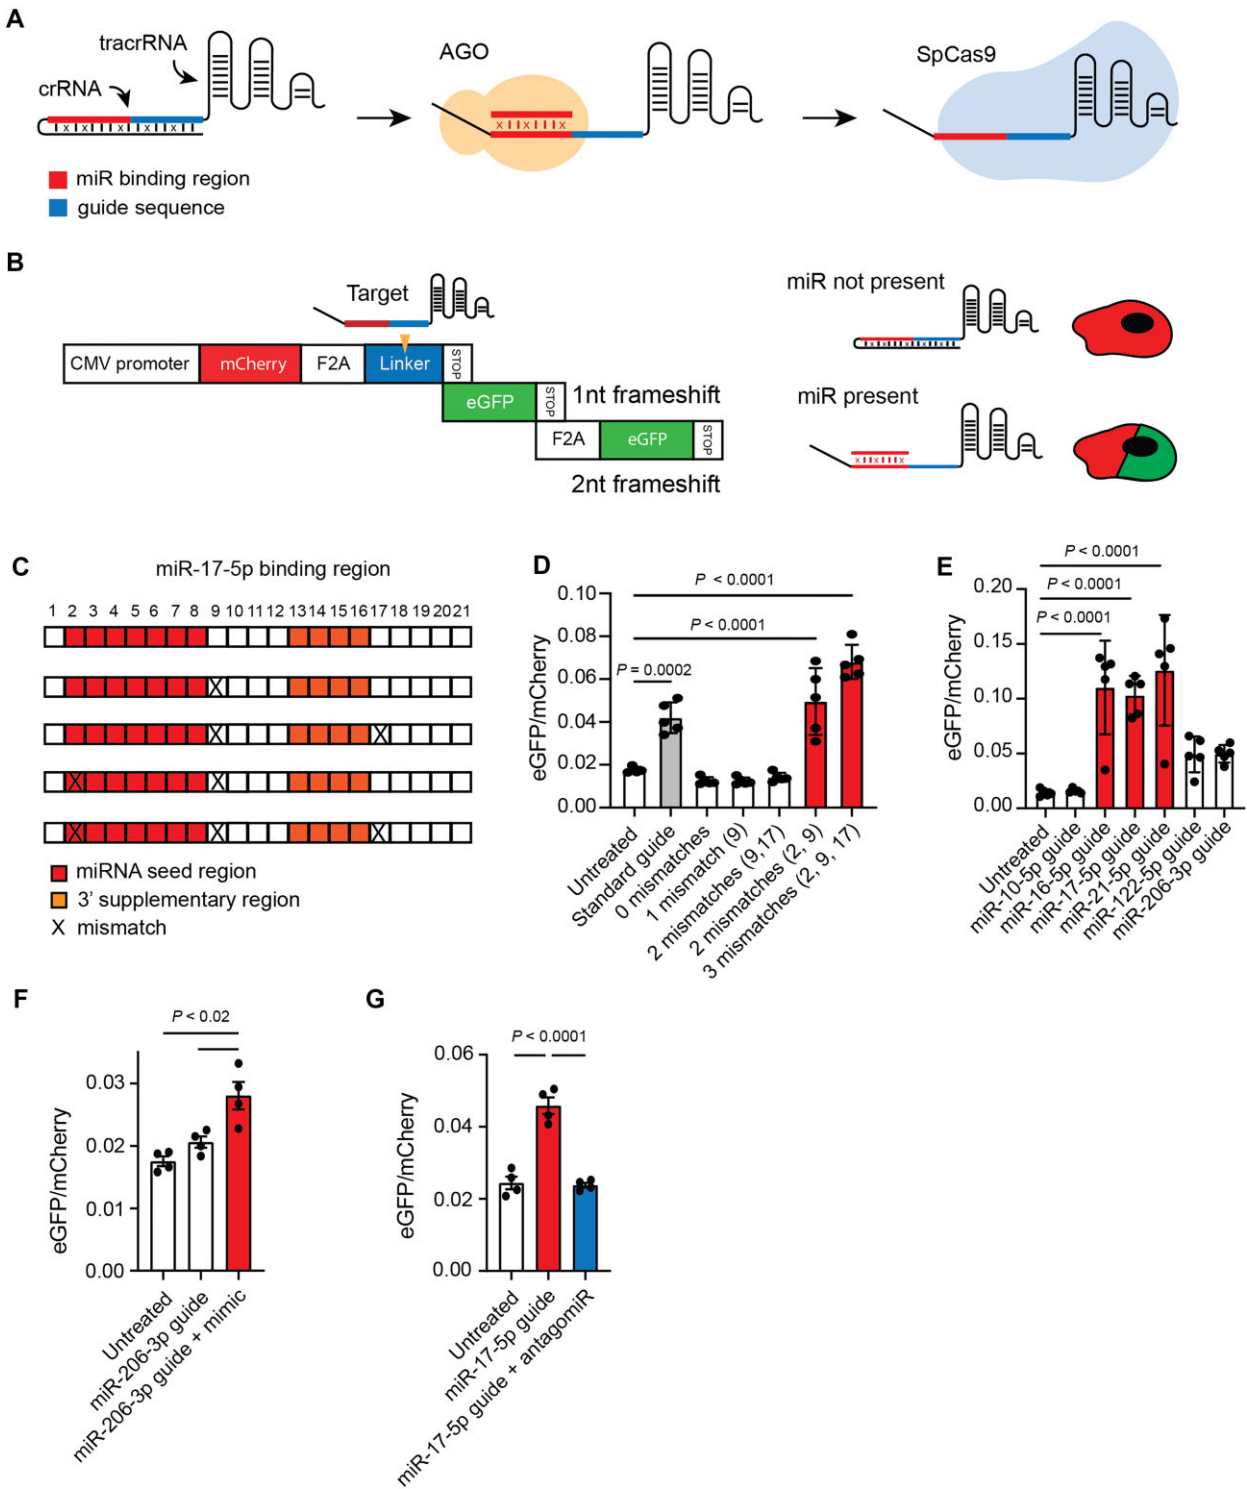 A
tracrRNA
crRNA
AGO
SpCas9
miR binding region
guide sequence
B
Target
CMV promoter
mCherry
F2A
Linker
STOP
eGFP
STOP
1nt frameshift
F2A
eGFP
STOP
2nt frameshift
miR not present
miR present
C
miR-17-5p binding region
1 2 3 4 5 6 7 8 9 10 11 12 13 14 15 16 17 18 19 20 21
X
X X
X X
X X X
miRNA seed region
3' supplementary region
X mismatch
D
P < 0.0001
P < 0.0001
P = 0.0002
eGFP/mCherry
0.10
0.08
0.06
0.04
0.02
0.00
Untreated
Standard guide
0 mismatches
1 mismatch (9)
2 mismatches (9,17)
2 mismatches (2, 9)
3 mismatches (2, 9, 17)
E
P < 0.0001
P < 0.0001
P < 0.0001
eGFP/mCherry
0.20
0.15
0.10
0.05
0.00
Untreated
miR-10-5p guide
miR-16-5p guide
miR-17-5p guide
miR-21-5p guide
miR-122-5p guide
miR-206-3p guide
F
P < 0.02
eGFP/mCherry
0.03
0.02
0.01
0.00
Untreated
miR-206-3p guide
miR-206-3p guide + mimic
G
P < 0.0001
eGFP/mCherry
0.06
0.04
0.02
0.00
Untreated
miR-17-5p guide
miR-17-5p guide + antagomiR